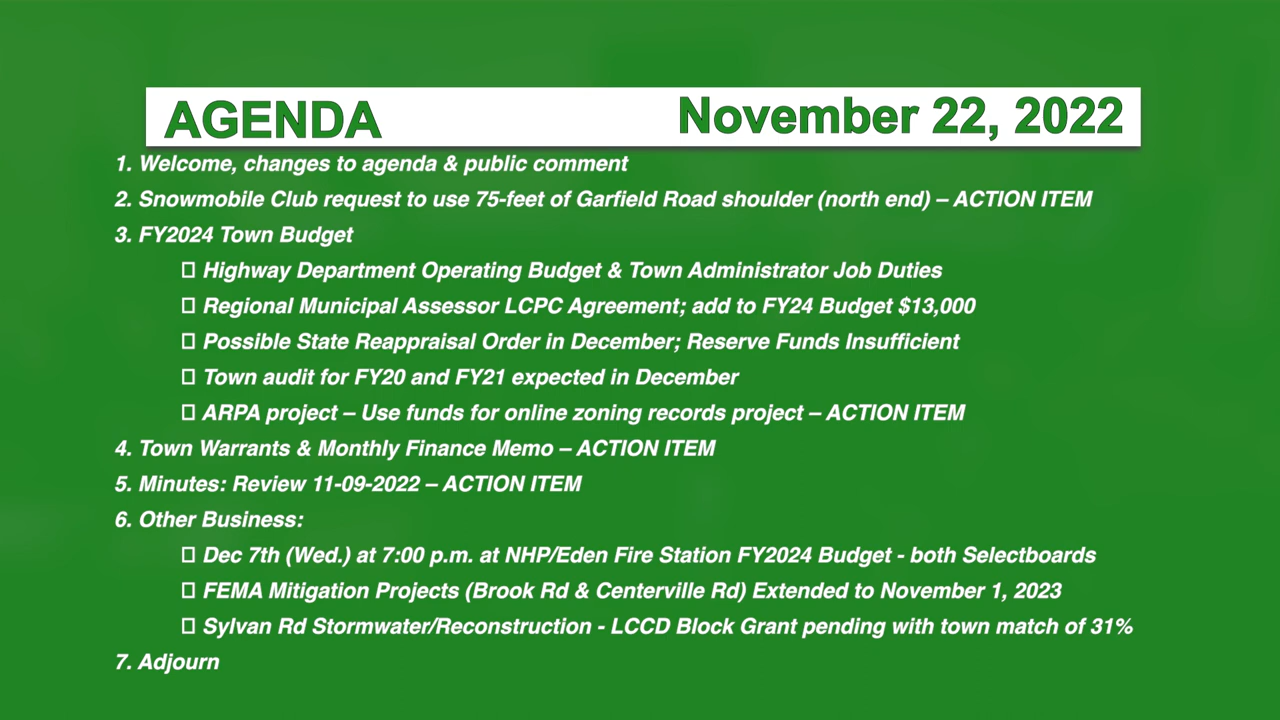 AGENDA November 22, 2022
1. Welcome, changes to agenda & public comment
2. Snowmobile Club request to use 75-feet of Garfield Road shoulder (north end) – ACTION ITEM
3. FY2024 Town Budget
▯ Highway Department Operating Budget & Town Administrator Job Duties
▯ Regional Municipal Assessor LCPC Agreement; add to FY24 Budget $13,000
▯ Possible State Reappraisal Order in December; Reserve Funds Insufficient
▯ Town audit for FY20 and FY21 expected in December
▯ ARPA project – Use funds for online zoning records project – ACTION ITEM
4. Town Warrants & Monthly Finance Memo – ACTION ITEM
5. Minutes: Review 11-09-2022 – ACTION ITEM
6. Other Business:
▯ Dec 7th (Wed.) at 7:00 p.m. at NHP/Eden Fire Station FY2024 Budget - both Selectboards
▯ FEMA Mitigation Projects (Brook Rd & Centerville Rd) Extended to November 1, 2023
▯ Sylvan Rd Stormwater/Reconstruction - LCCD Block Grant pending with town match of 31%
7. Adjourn